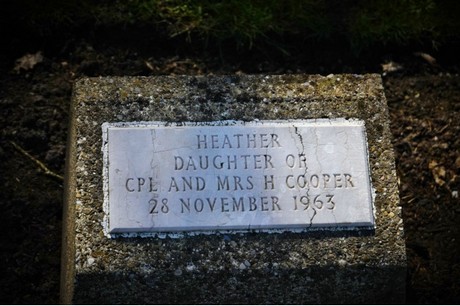 HEATHER
DAUGHTER OF
CPL AND MRS H COOPER
28 NOVEMBER 1963